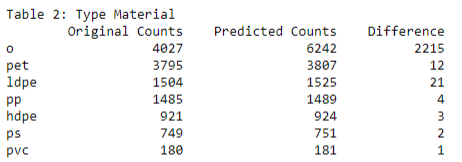 Table 2: Type Material
Original Counts Predicted Counts Difference
o 4027 6242 2215
pet 3795 3807 12
ldpe 1504 1525 21
pp 1485 1489 4
hdpe 921 924 3
ps 749 751 2
pvc 180 181 1